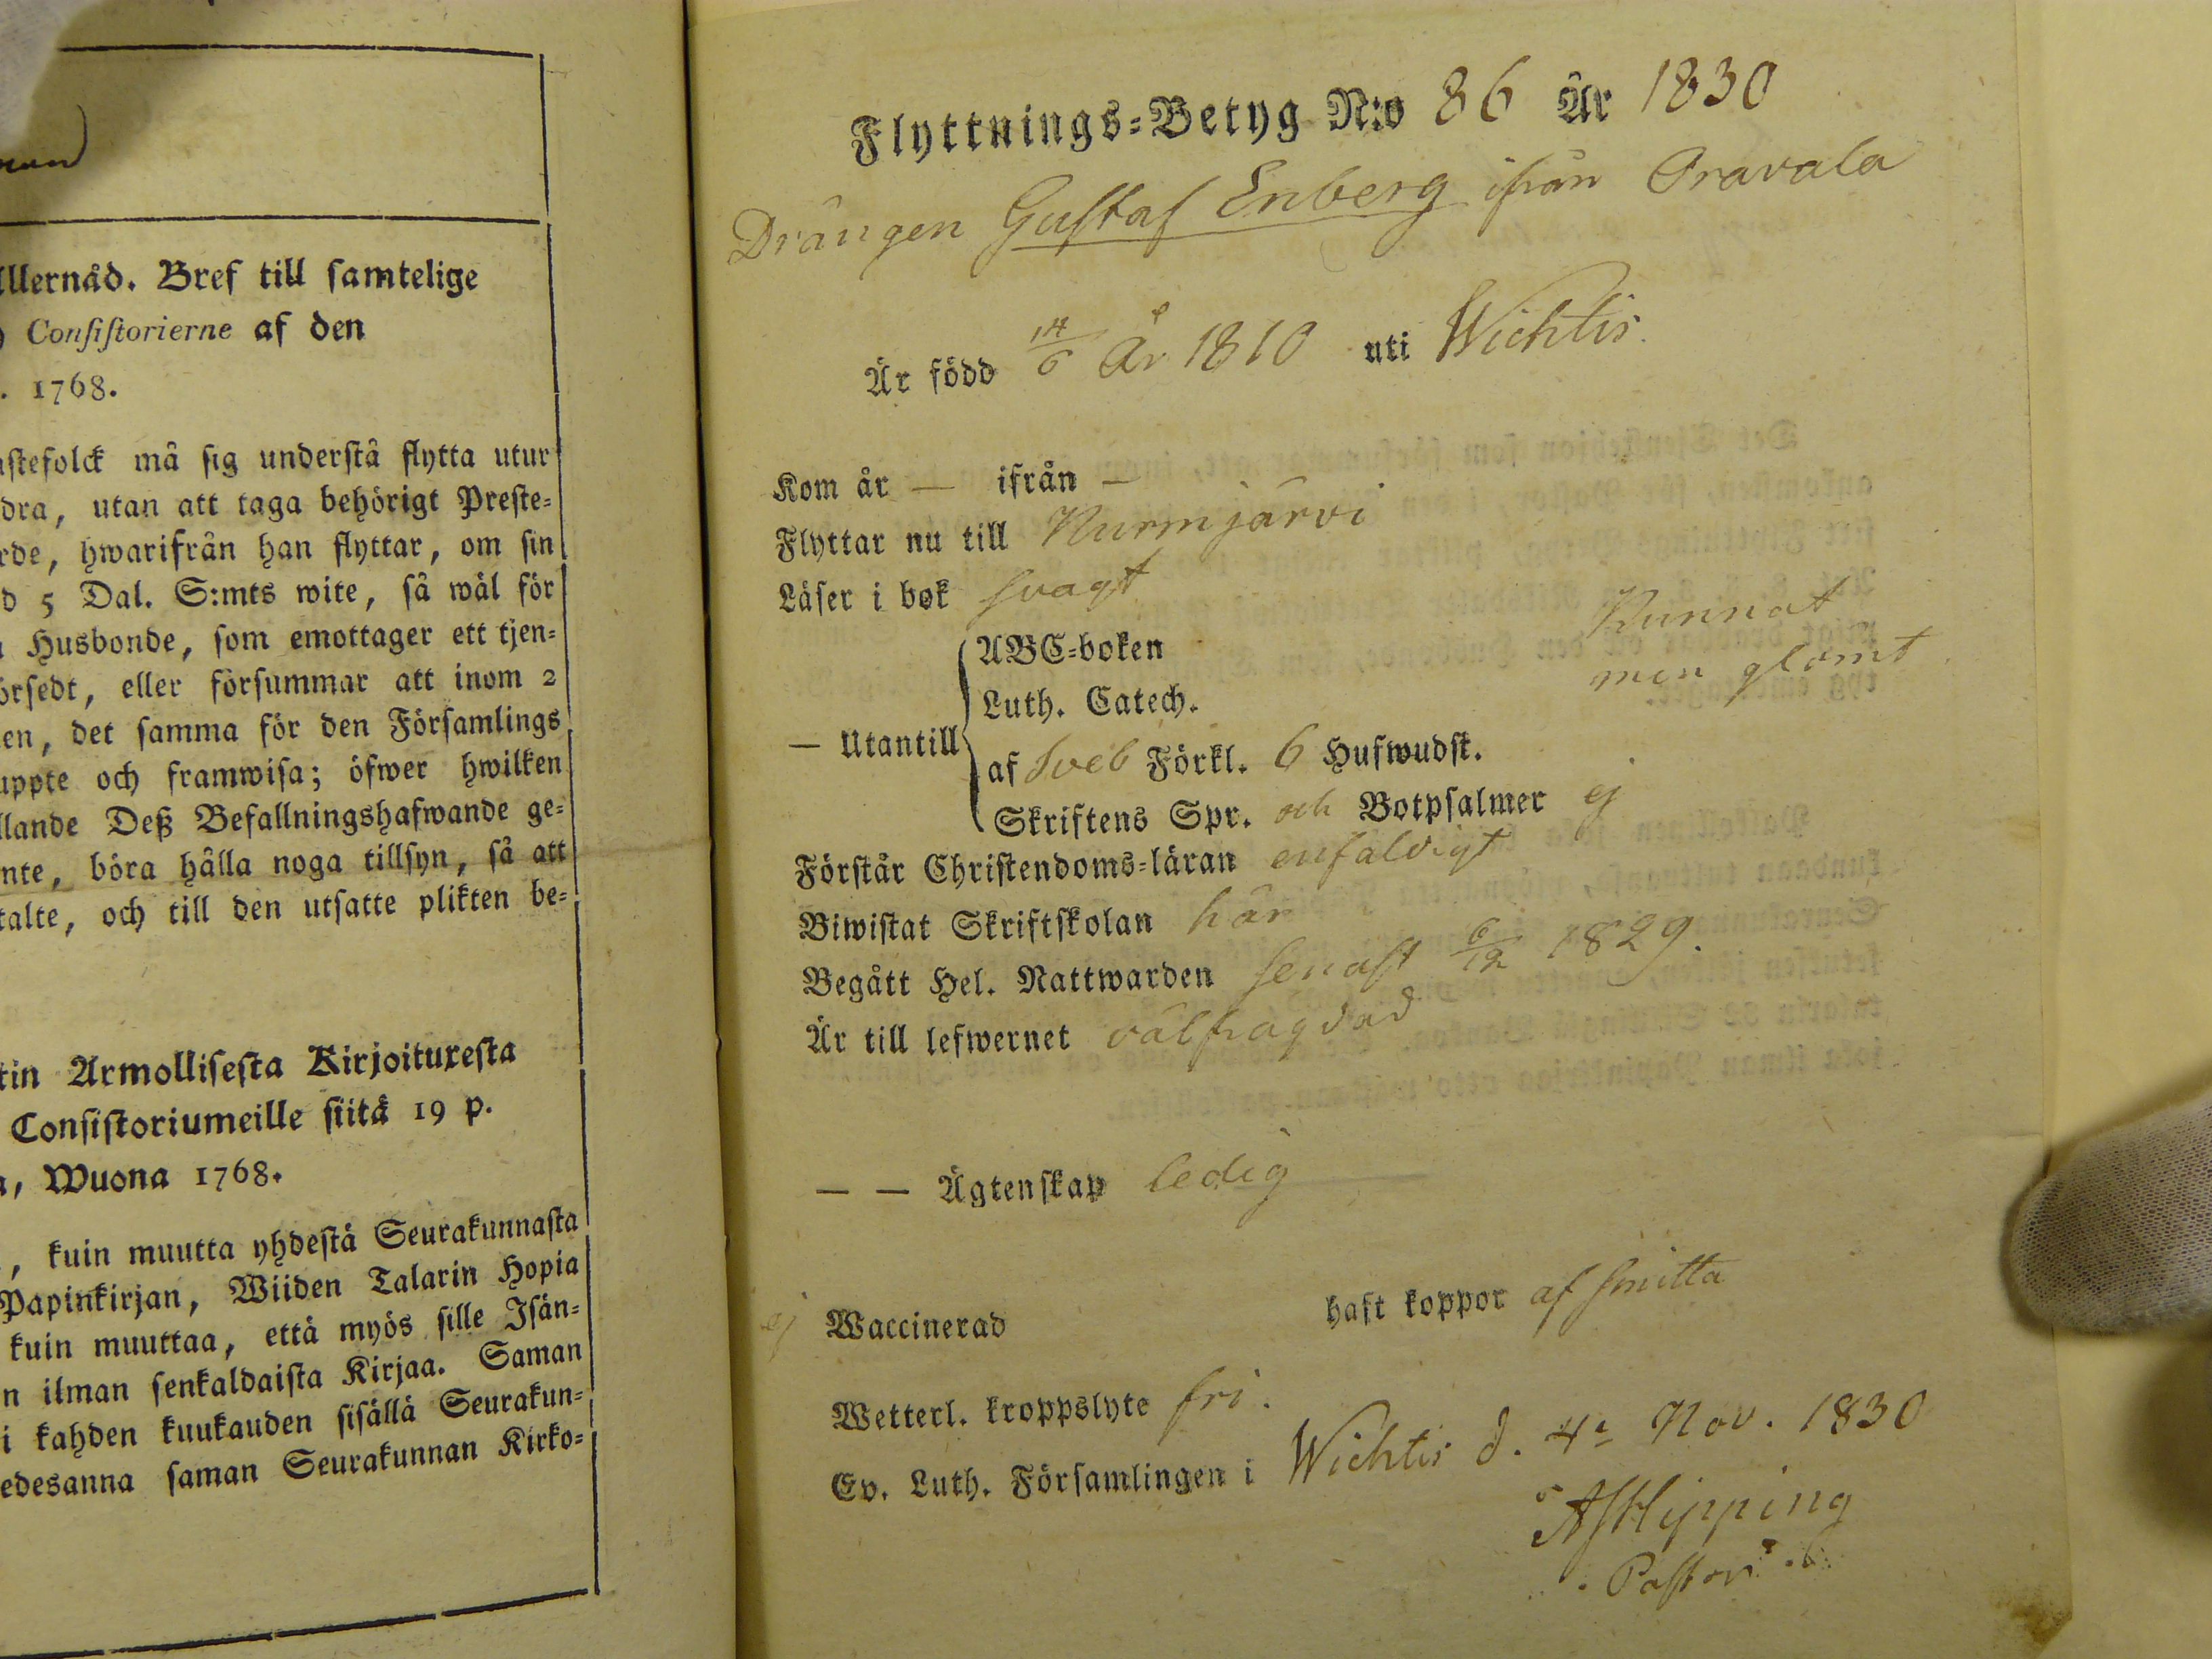 llernåd. Bref till samtelige
Consistorierne af den
. 1768.
stefolck må sig understå flytta utur
dra, utan att taga behörigt Preste-
rde, hwarifrån han flyttar, om sin
d 5 Dal. S:mts wite, så wäl för
Husbonde, som emottager ett tjen-
örsedt, eller försummar att inom 2
en, det samma för den Församlings
uppte och framwisa; öfwer hwilken
llande Deß Befallningshafwande ge-
nte, böra hålla noga tillsyn, så att
talte, och till den utsatte plikten be-
tin Armollisesta Kirjoituxesta
Consistoriumeille siitä 19 p.
a, Wuona 1768.
, kuin muutta yhdestä Seurakunnasta
Papinkirjan, Wiiden Talarin Hopia
kuin muuttaa, että myös sille Isän-
n ilman senkaldaista Kirjaa. Saman
i kahden kuukauden sisällä Seurakun-
edesanna saman Seurakunnan Kirko-
Flyttnings-Betyg N:o 86 År 1830
Drängen Gustaf Enberg ifrån Oravala
Är född 14/6 År 1810 uti Wichtis.
Kom år — ifrån —
Flyttar nu till Nurmjärvi
Läser i bok svagt
ABC-boken Kunnat
Luth. Catech. men glömt
— Utantill
af Sveb Förkl. 6 Hufwudst.
Skriftens Spr. och Botpsalmer ej
Förstår Christendoms-läran enfaldigt
Biwistat Skriftskolan här
Begått Hel. Nattwarden senast 6/12 1829.
Är till lefwernet välfrägdad
— — Ägtenskap ledig
ej Waccinerad haft koppor af smitta
Wetterl. kroppslyte fri.
Ev. Luth. Församlingen i Wichtis d. 4 Nov. 1830
AJHipping
Pastor